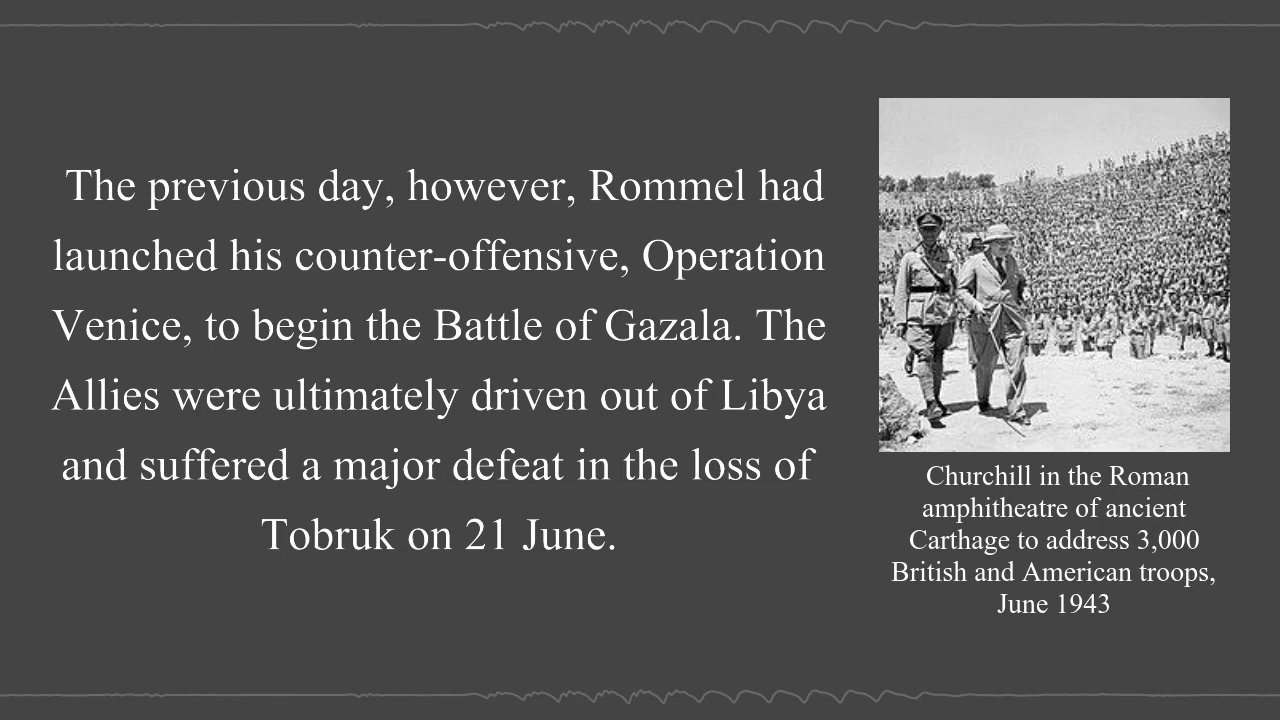 The previous day, however, Rommel had
launched his counter-offensive, Operation
Venice, to begin the Battle of Gazala. The
Allies were ultimately driven out of Libya
and suffered a major defeat in the loss of
Tobruk on 21 June.
Churchill in the Roman
amphitheatre of ancient
Carthage to address 3,000
British and American troops,
June 1943